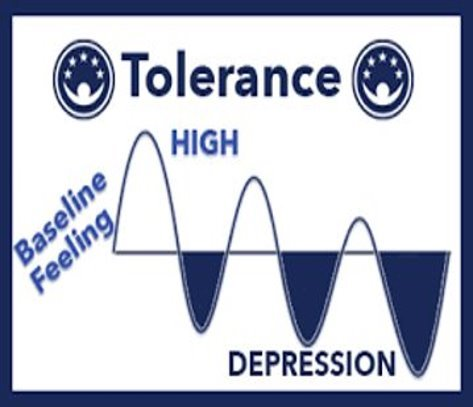 Tolerance
HIGH
Baseline
Feeling
DEPRESSION